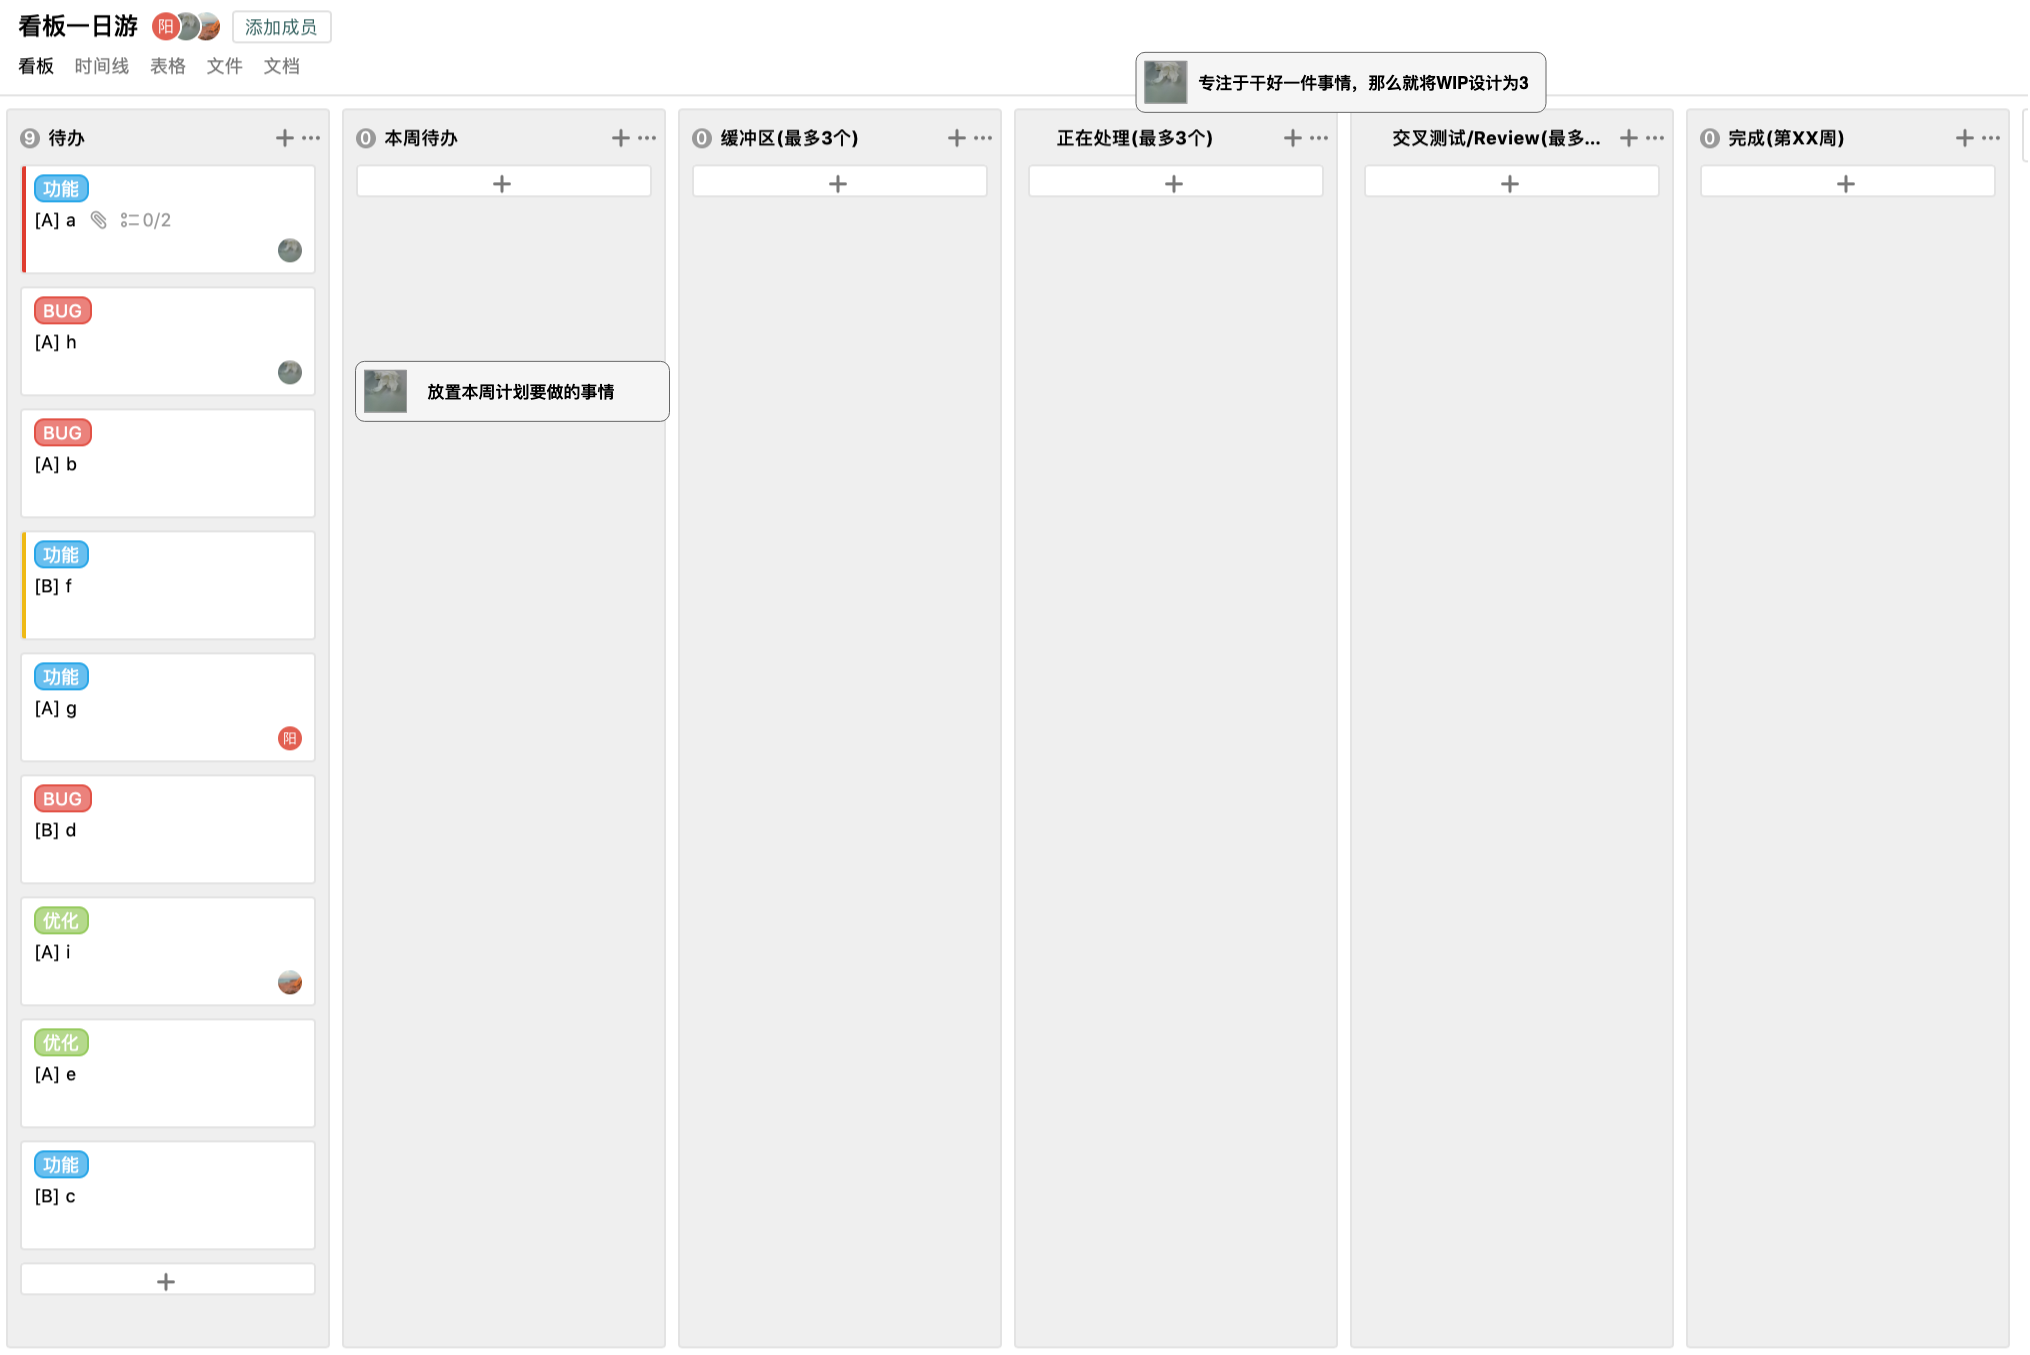 看板一日游 阳 添加成员
看板 时间线 表格 文件 文档
专注于干好一件事情，那么就将WIP设计为3
9 待办
功能
[A] a 0/2
BUG
[A] h
BUG
[A] b
功能
[B] f
功能
[A] g
阳
BUG
[B] d
优化
[A] i
优化
[A] e
功能
[B] c
0 本周待办
放置本周计划要做的事情
0 缓冲区(最多3个)
正在处理(最多3个)
交叉测试/Review(最多...
0 完成(第XX周)